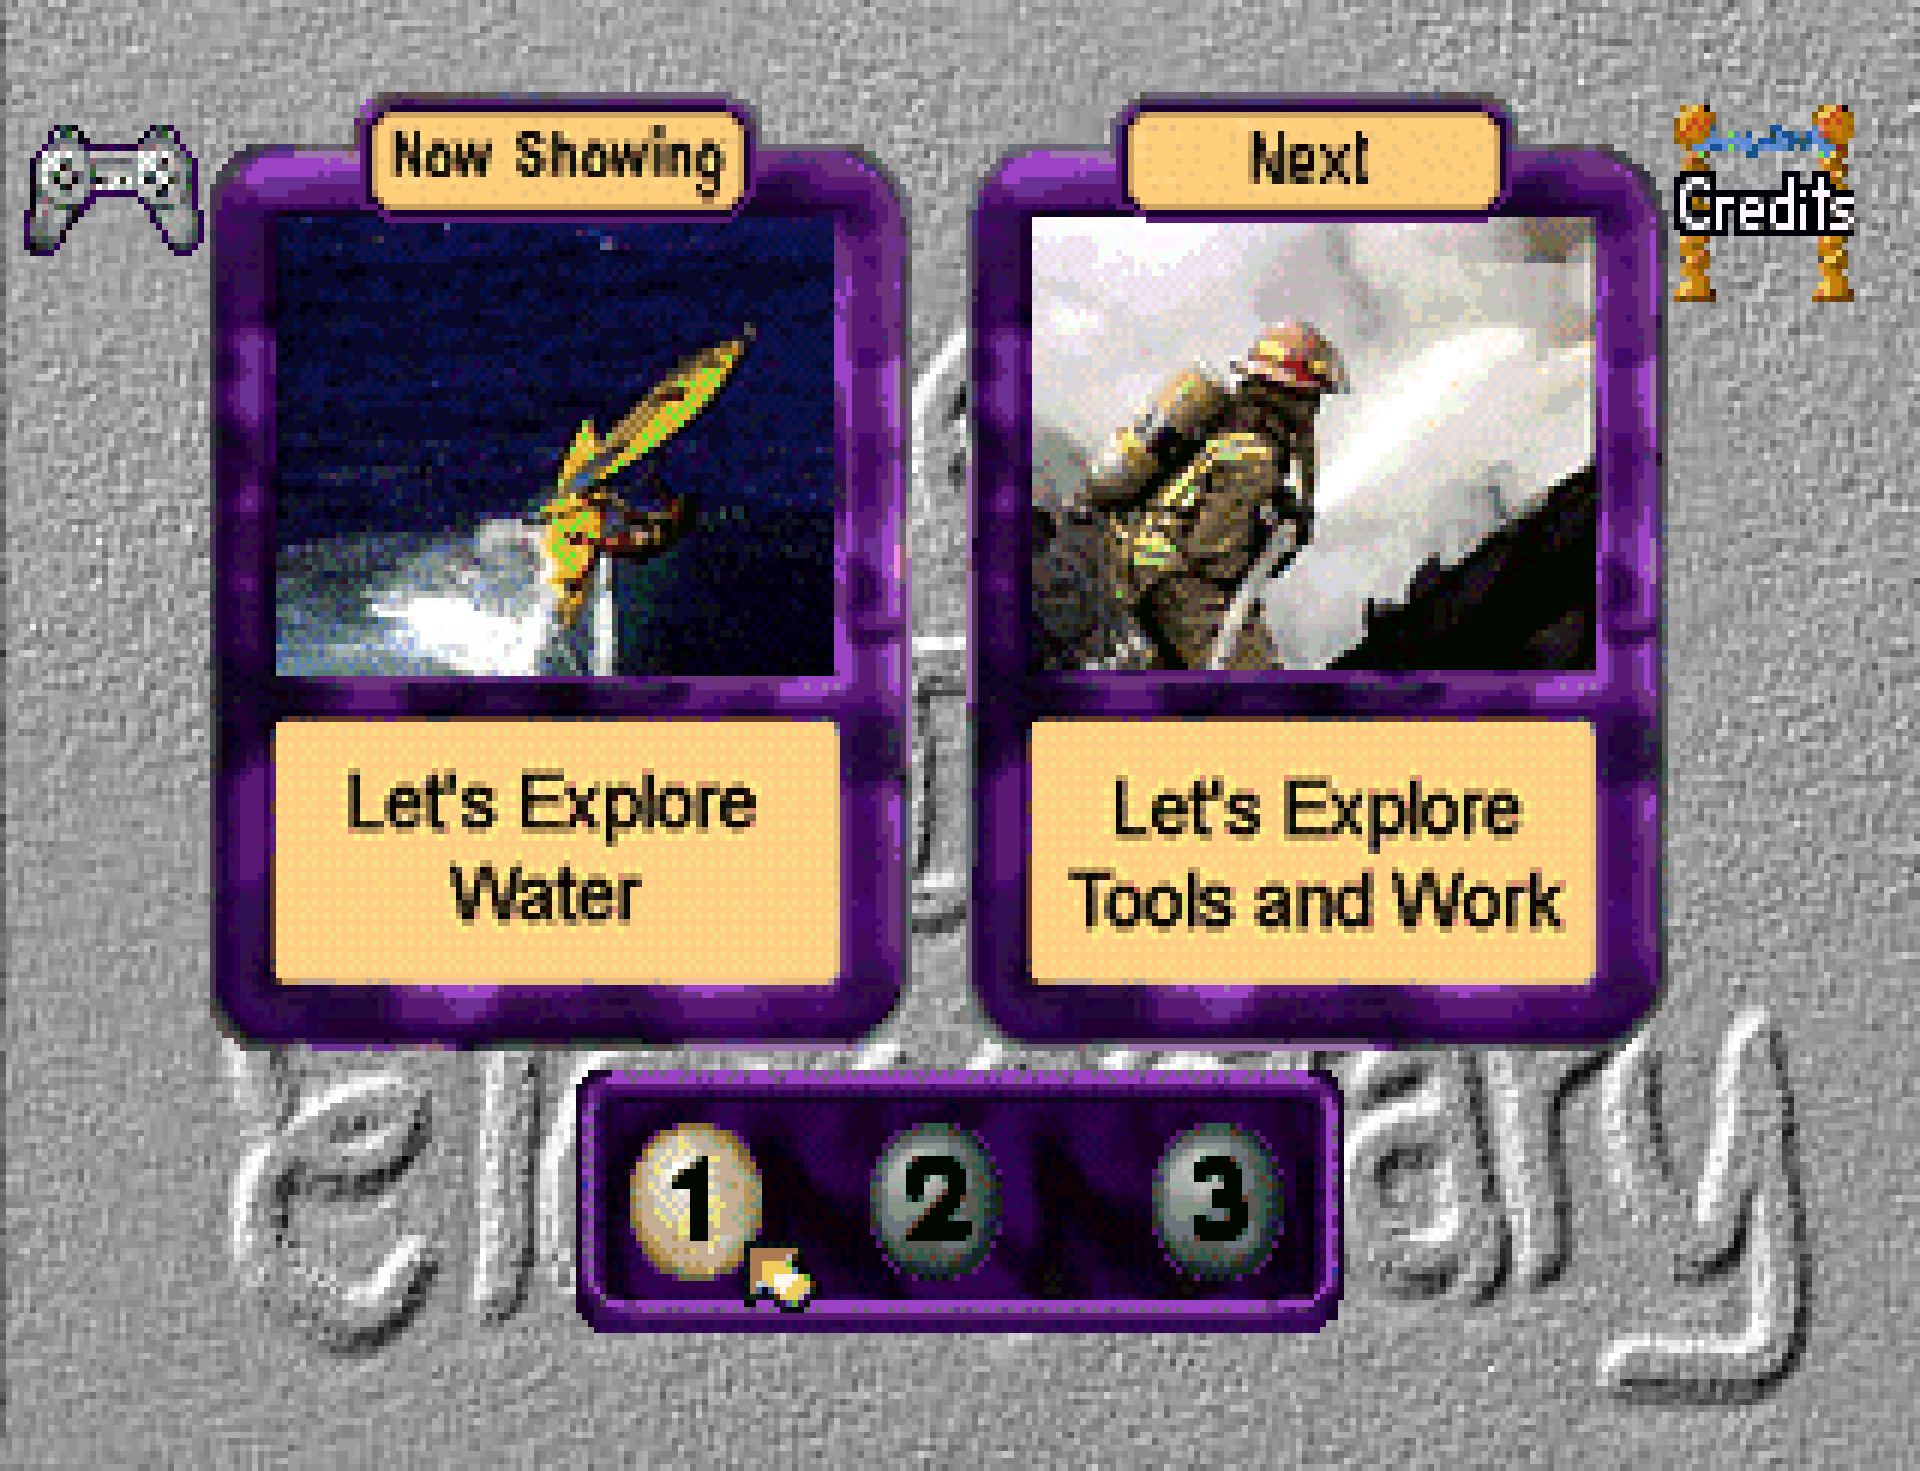 Now Showing
Next
Credits
Let's Explore
Water
Let's Explore
Tools and Work
1
2
3